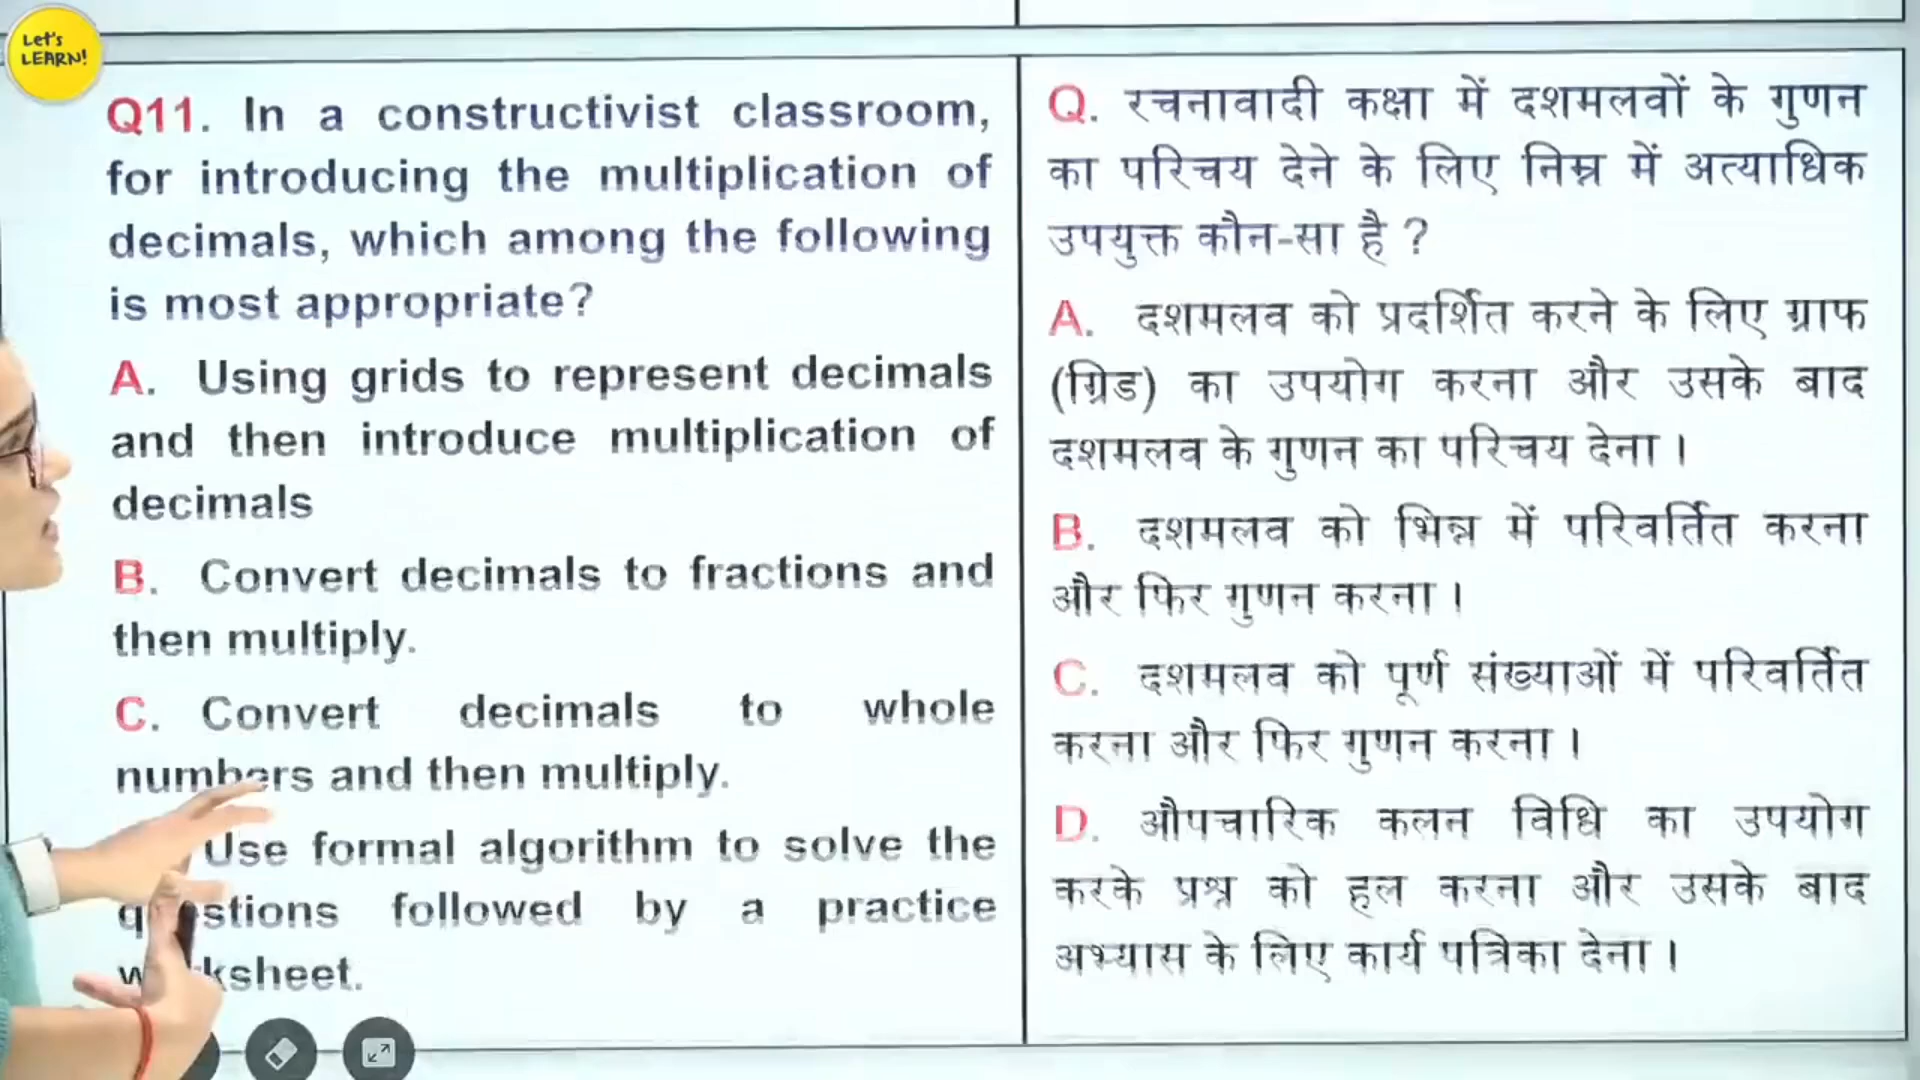 Let's
LEARN!
Q11. In a constructivist classroom,
for introducing the multiplication of
decimals, which among the following
is most appropriate?
A. Using grids to represent decimals
and then introduce multiplication of
decimals
B. Convert decimals to fractions and
then multiply.
C. Convert decimals to whole
numbers and then multiply.
Use formal algorithm to solve the
followed by a practice
Q. रचनावादी कक्षा में दशमलवों के गुणन
का परिचय देने के लिए निम्न में अत्याधिक
उपयुक्त कौन-सा है ?
A. दशमलव को प्रदर्शित करने के लिए ग्राफ
(ग्रिड) का उपयोग करना और उसके बाद
दशमलव के गुणन का परिचय देना ।
B. दशमलव को भिन्न में परिवर्तित करना
और फिर गुणन करना ।
C. दशमलव को पूर्ण संख्याओं में परिवर्तित
करना और फिर गुणन करना ।
D. औपचारिक कलन विधि का उपयोग
करके प्रश्न को हल करना और उसके बाद
अभ्यास के लिए कार्य पत्रिका देना ।